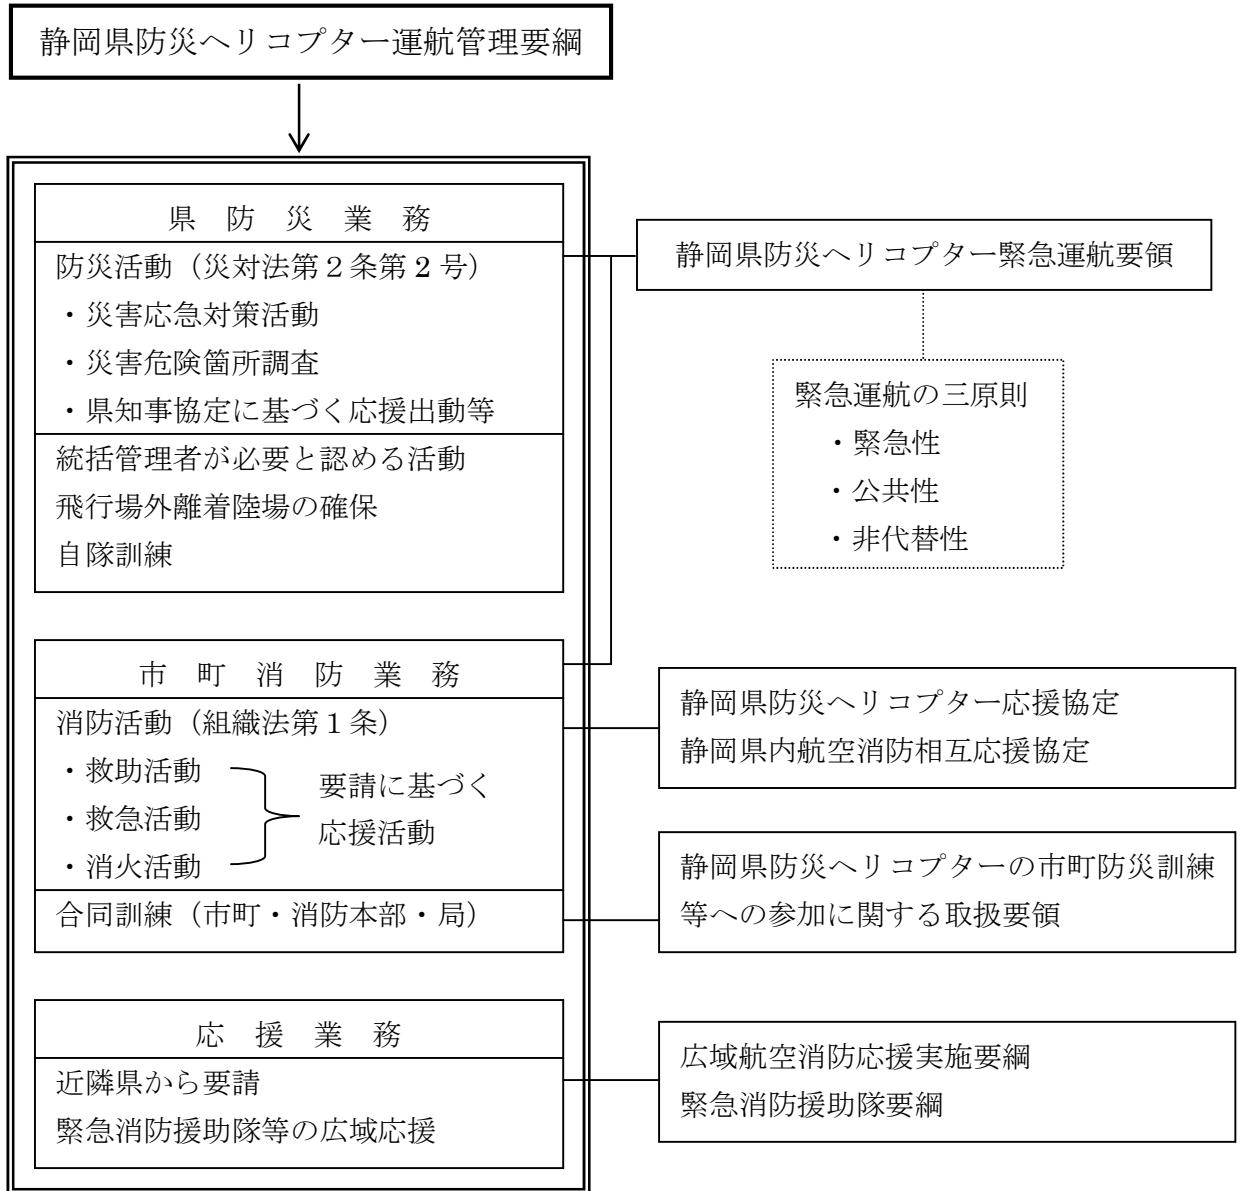 静岡県防災ヘリコプター運航管理要綱
県防災業務
防災活動（災対法第２条第２号）
・災害応急対策活動
・災害危険箇所調査
・県知事協定に基づく応援出動等
統括管理者が必要と認める活動
飛行場外離着陸場の確保
自隊訓練
静岡県防災ヘリコプター緊急運航要領
緊急運航の三原則
・緊急性
・公共性
・非代替性
市町消防業務
消防活動（組織法第１条）
・救助活動
・救急活動
・消火活動
要請に基づく
応援活動
合同訓練（市町・消防本部・局）
静岡県防災ヘリコプター応援協定
静岡県内航空消防相互応援協定
静岡県防災ヘリコプターの市町防災訓練
等への参加に関する取扱要領
応援業務
近隣県から要請
緊急消防援助隊等の広域応援
広域航空消防応援実施要綱
緊急消防援助隊要綱